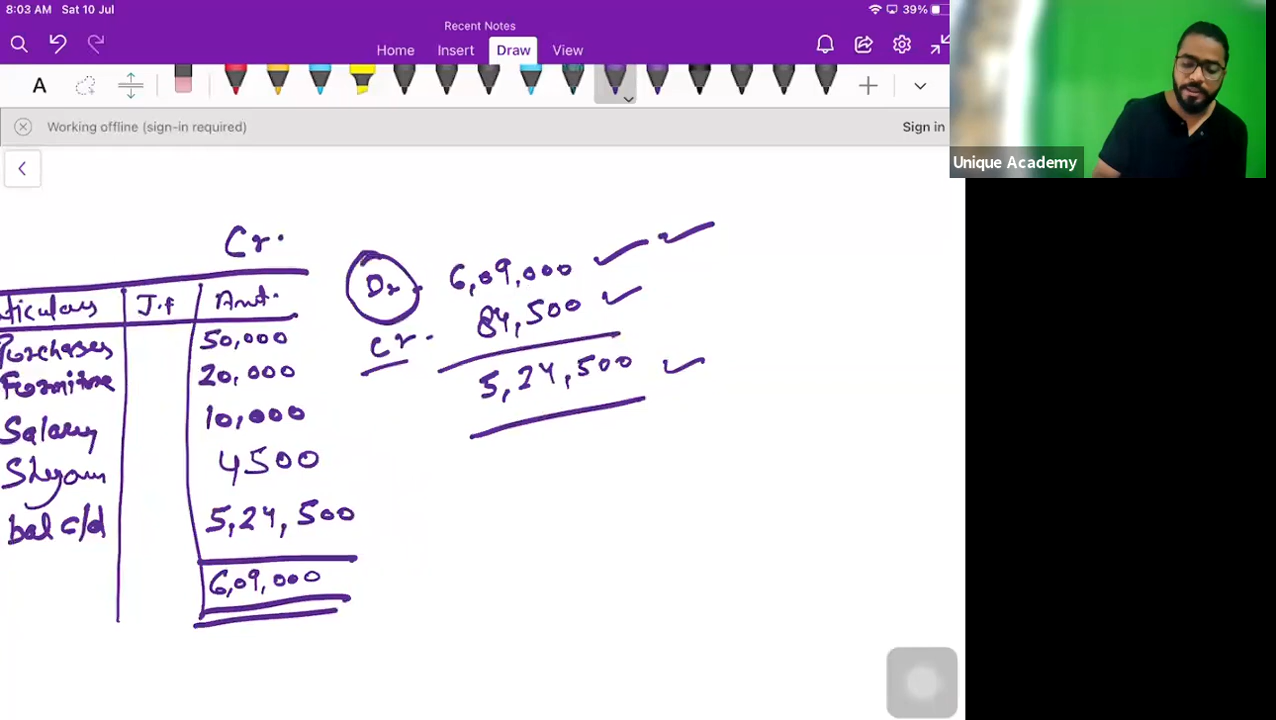 8:03 AM Sat 10 Jul
39%
Recent Notes
Home Insert Draw View
A
Working offline (sign-in required)
Sign in
Unique Academy
Cr.
ticulars J.f Amt.
Purchases 50,000
Furniture 20,000
Salary 10,000
Shyam 4500
bal c/d 5,24,500
6,09,000
Dr. 6,09,000
Cr. 84,500
5,24,500